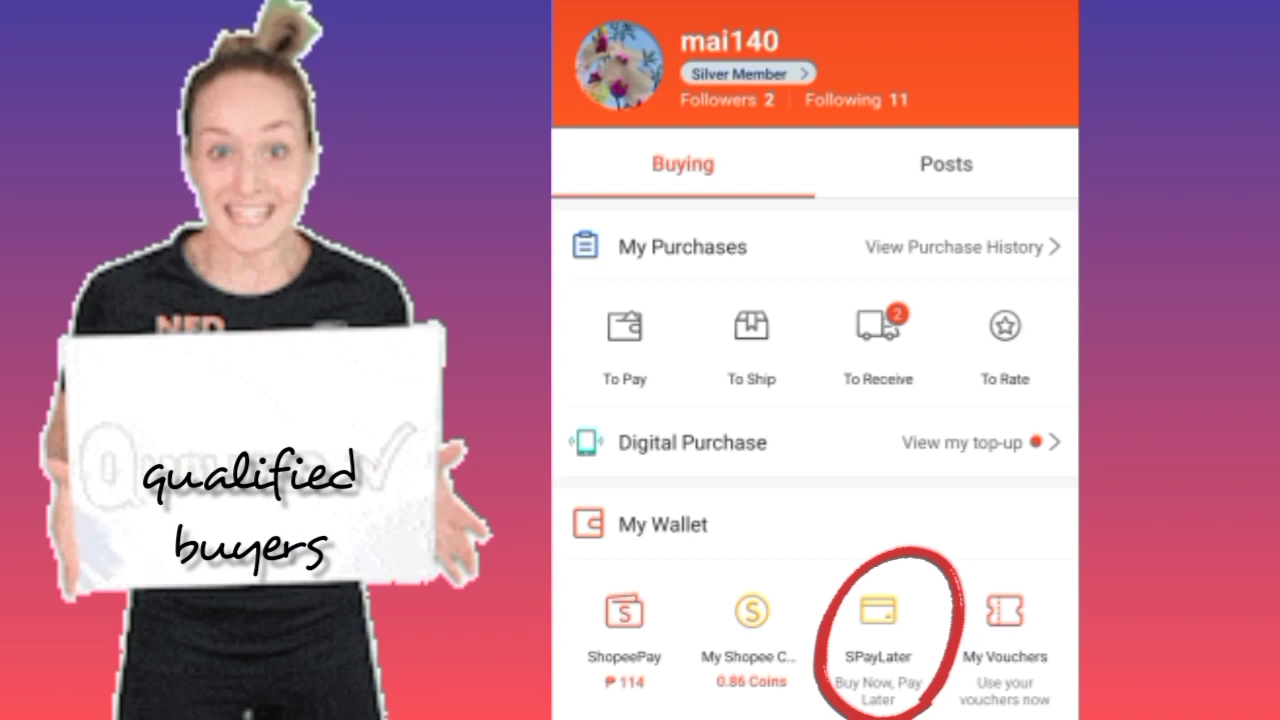 NFD
qualified
buyers
mai140
Silver Member >
Followers 2 | Following 11
Buying
Posts
My Purchases
View Purchase History >
2
To Pay
To Ship
To Receive
To Rate
Digital Purchase
View my top-up >
My Wallet
S
S
ShopeePay
My Shopee C...
SPayLater
My Vouchers
₱ 114
0.86 Coins
Buy Now, Pay
Later
Use your
vouchers now